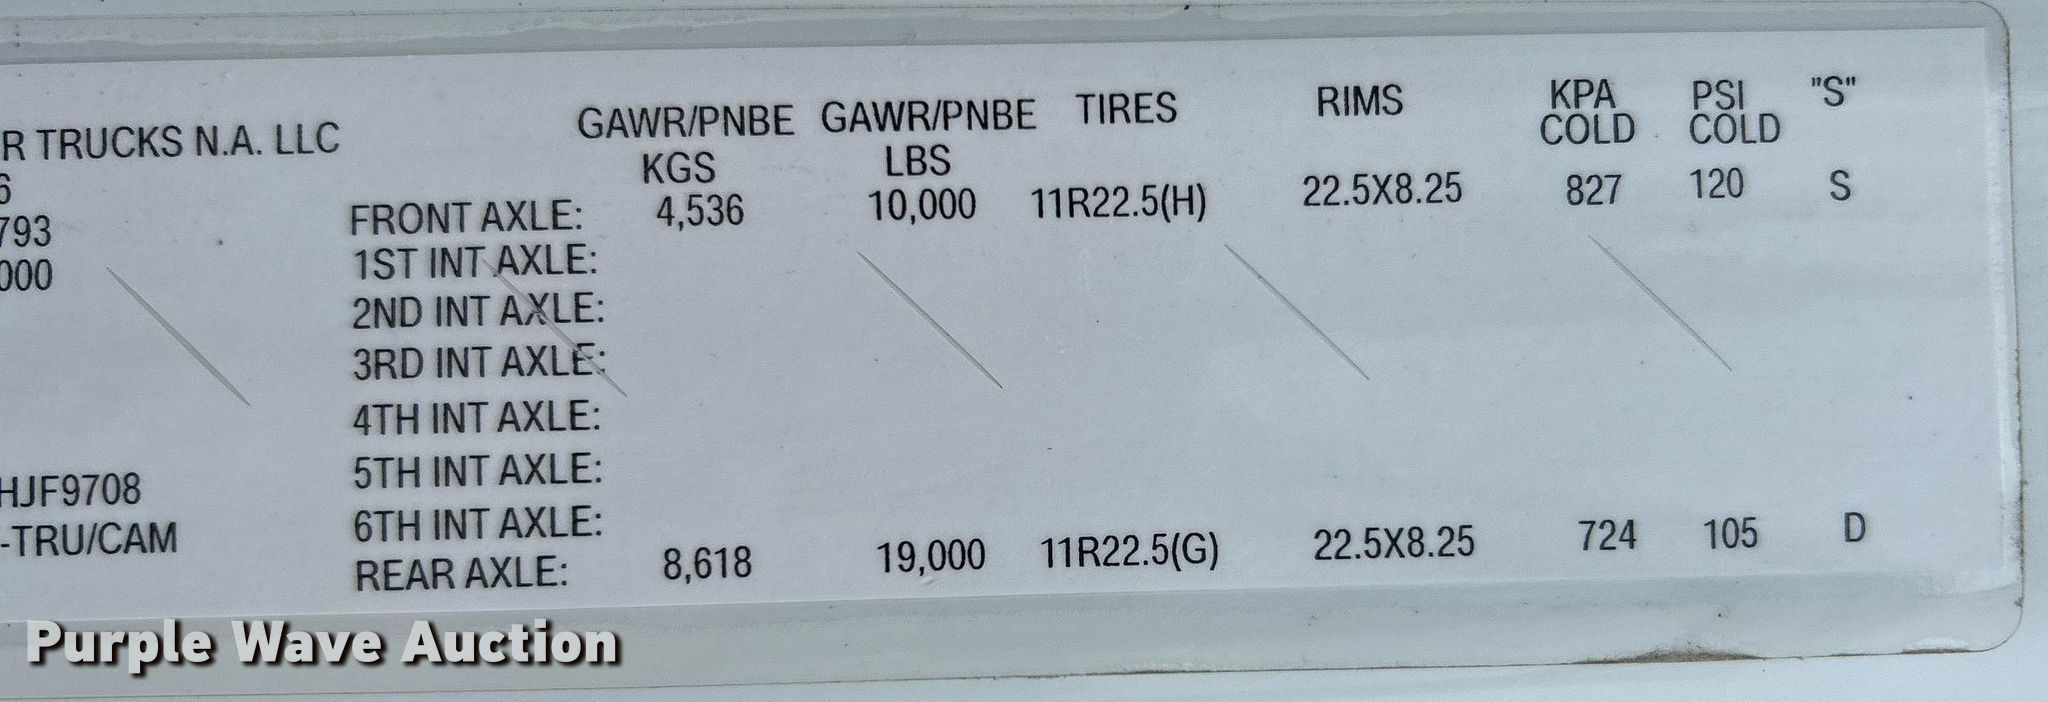 R TRUCKS N.A. LLC
6
793
000
HJF9708
-TRU/CAM
GAWR/PNBE GAWR/PNBE TIRES RIMS KPA PSI "S"
KGS LBS COLD COLD
FRONT AXLE: 4,536 10,000 11R22.5(H) 22.5X8.25 827 120 S
1ST INT AXLE:
2ND INT AXLE:
3RD INT AXLE:
4TH INT AXLE:
5TH INT AXLE:
6TH INT AXLE:
REAR AXLE: 8,618 19,000 11R22.5(G) 22.5X8.25 724 105 D
Purple Wave Auction